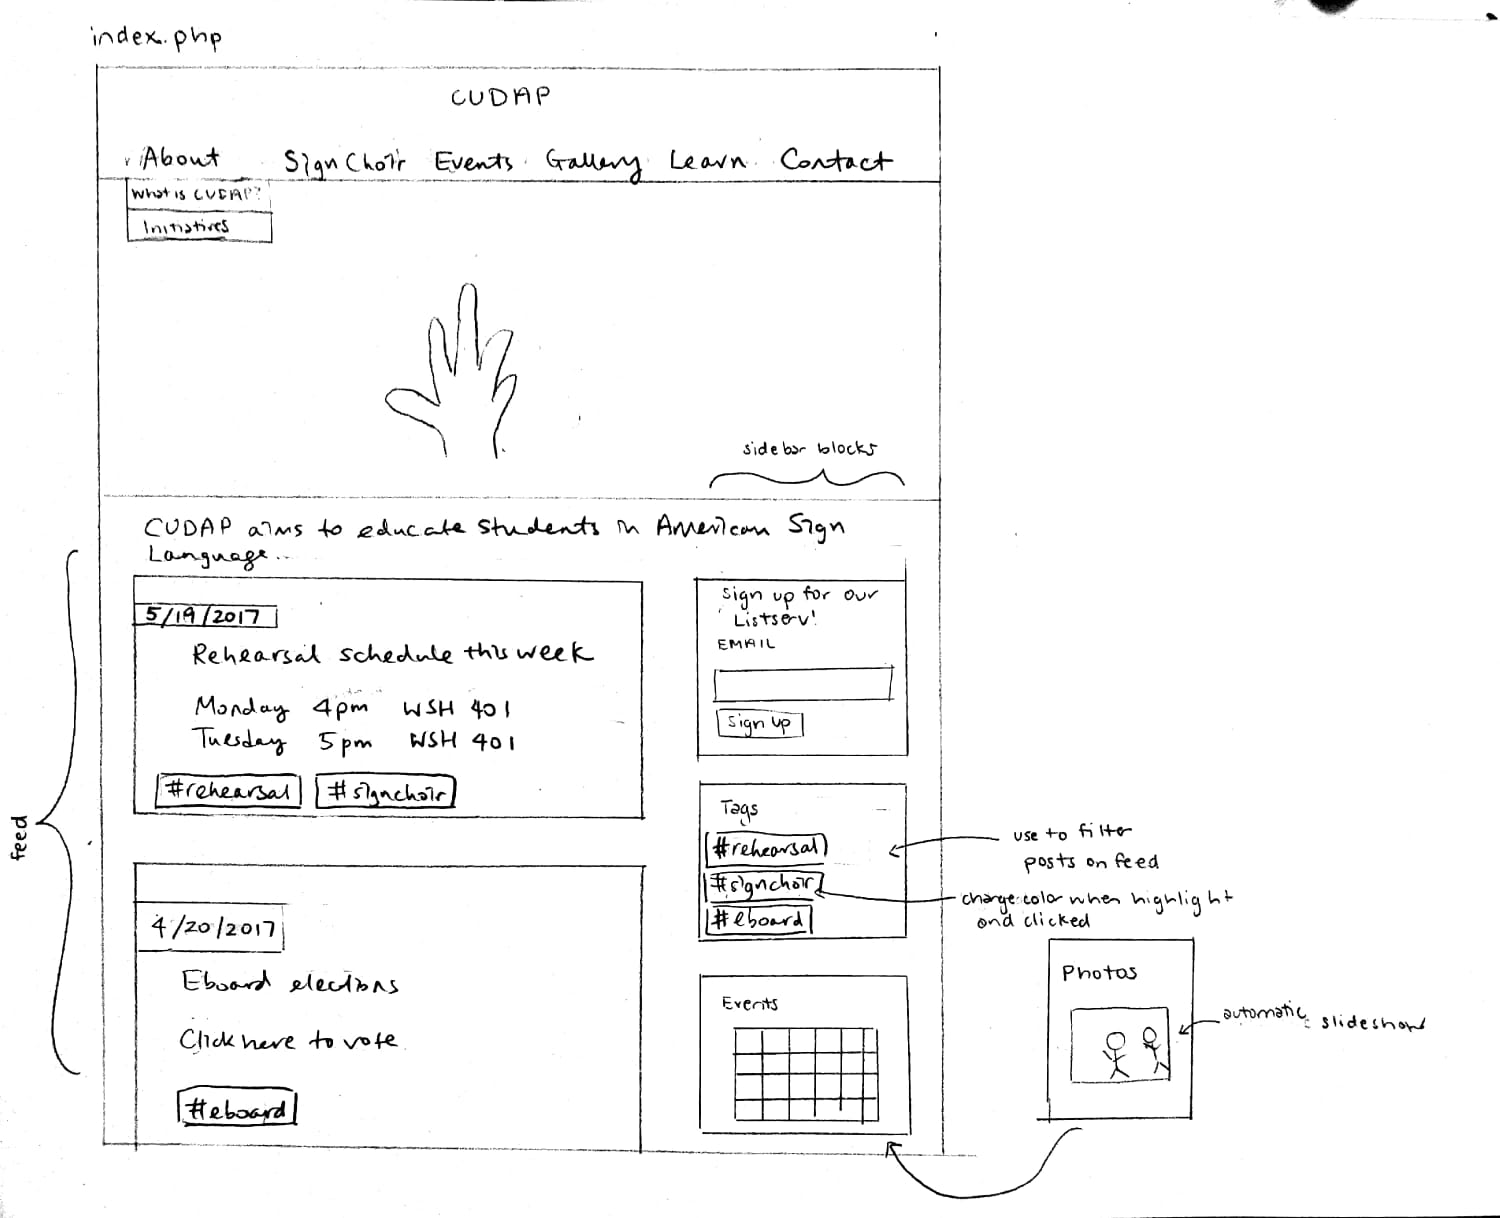 index.php
CUDAP
About Sign Choir Events Gallery Learn Contact
What is CUDAP?
Initiatives
sidebar blocks
CUDAP aims to educate students in American Sign
Language...
feed
5/19/2017
Rehearsal schedule this week
Monday 4pm WSH 401
Tuesday 5pm WSH 401
#rehearsal #signchoir
4/20/2017
Eboard elections
Click here to vote
#eboard
Sign up for our
Listserv!
EMAIL
Sign up
Tags
#rehearsal
#signchoir
#eboard
use to filter
posts on feed
change color when highlight
and clicked
Events
Photos
automatic slideshow